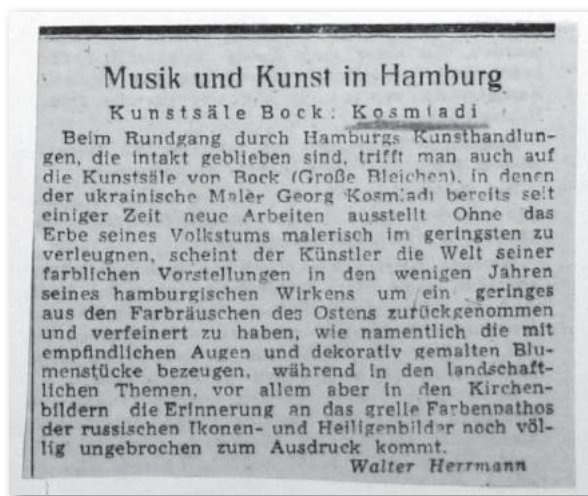 Musik und Kunst in Hamburg
Kunstsäle Bock: Kosmiadi
Beim Rundgang durch Hamburgs Kunsthandlun-
gen, die intakt geblieben sind, trifft man auch auf
die Kunstsäle von Bock (Große Bleichen), in denen
der ukrainische Maler Georg Kosmiadi bereits seit
einiger Zeit neue Arbeiten ausstellt Ohne das
Erbe seines Volkstums malerisch im geringsten zu
verleugnen, scheint der Künstler die Welt seiner
farblichen Vorstellungen in den wenigen Jahren
seines hamburgischen Wirkens um ein geringes
aus den Farbräuschen des Ostens zurückgenommen
und verfeinert zu haben, wie namentlich die mit
empfindlichen Augen und dekorativ gemalten Blu-
menstücke bezeugen, während in den landschaft-
lichen Themen, vor allem aber in den Kirchen-
bildern die Erinnerung an das grelle Farbenpathos
der russischen Ikonen- und Heiligenbilder noch völ-
lig ungebrochen zum Ausdruck kommt.
Walter Herrmann